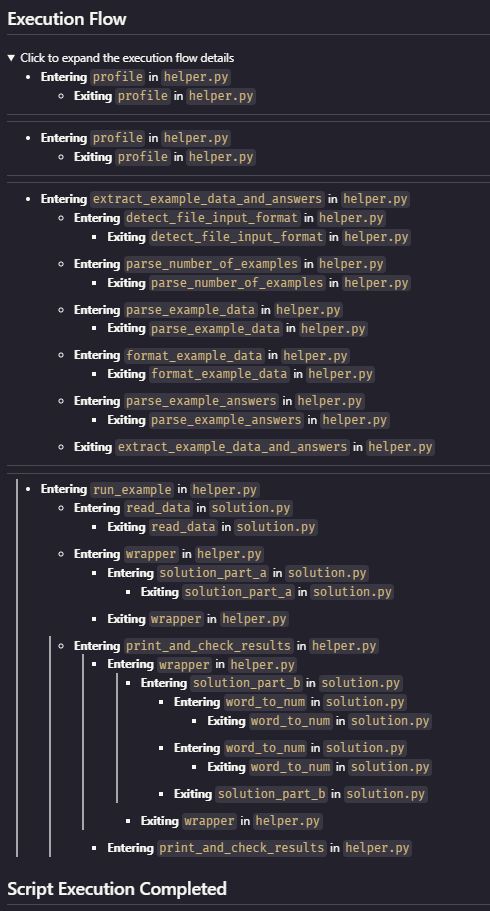 Execution Flow
Click to expand the execution flow details
Entering profile in helper.py
Exiting profile in helper.py
Entering profile in helper.py
Exiting profile in helper.py
Entering extract_example_data_and_answers in helper.py
Entering detect_file_input_format in helper.py
Exiting detect_file_input_format in helper.py
Entering parse_number_of_examples in helper.py
Exiting parse_number_of_examples in helper.py
Entering parse_example_data in helper.py
Exiting parse_example_data in helper.py
Entering format_example_data in helper.py
Exiting format_example_data in helper.py
Entering parse_example_answers in helper.py
Exiting parse_example_answers in helper.py
Exiting extract_example_data_and_answers in helper.py
Entering run_example in helper.py
Entering read_data in solution.py
Exiting read_data in solution.py
Entering wrapper in helper.py
Entering solution_part_a in solution.py
Exiting solution_part_a in solution.py
Exiting wrapper in helper.py
Entering print_and_check_results in helper.py
Entering wrapper in helper.py
Entering solution_part_b in solution.py
Entering word_to_num in solution.py
Exiting word_to_num in solution.py
Entering word_to_num in solution.py
Exiting word_to_num in solution.py
Exiting solution_part_b in solution.py
Exiting wrapper in helper.py
Entering print_and_check_results in helper.py
Script Execution Completed